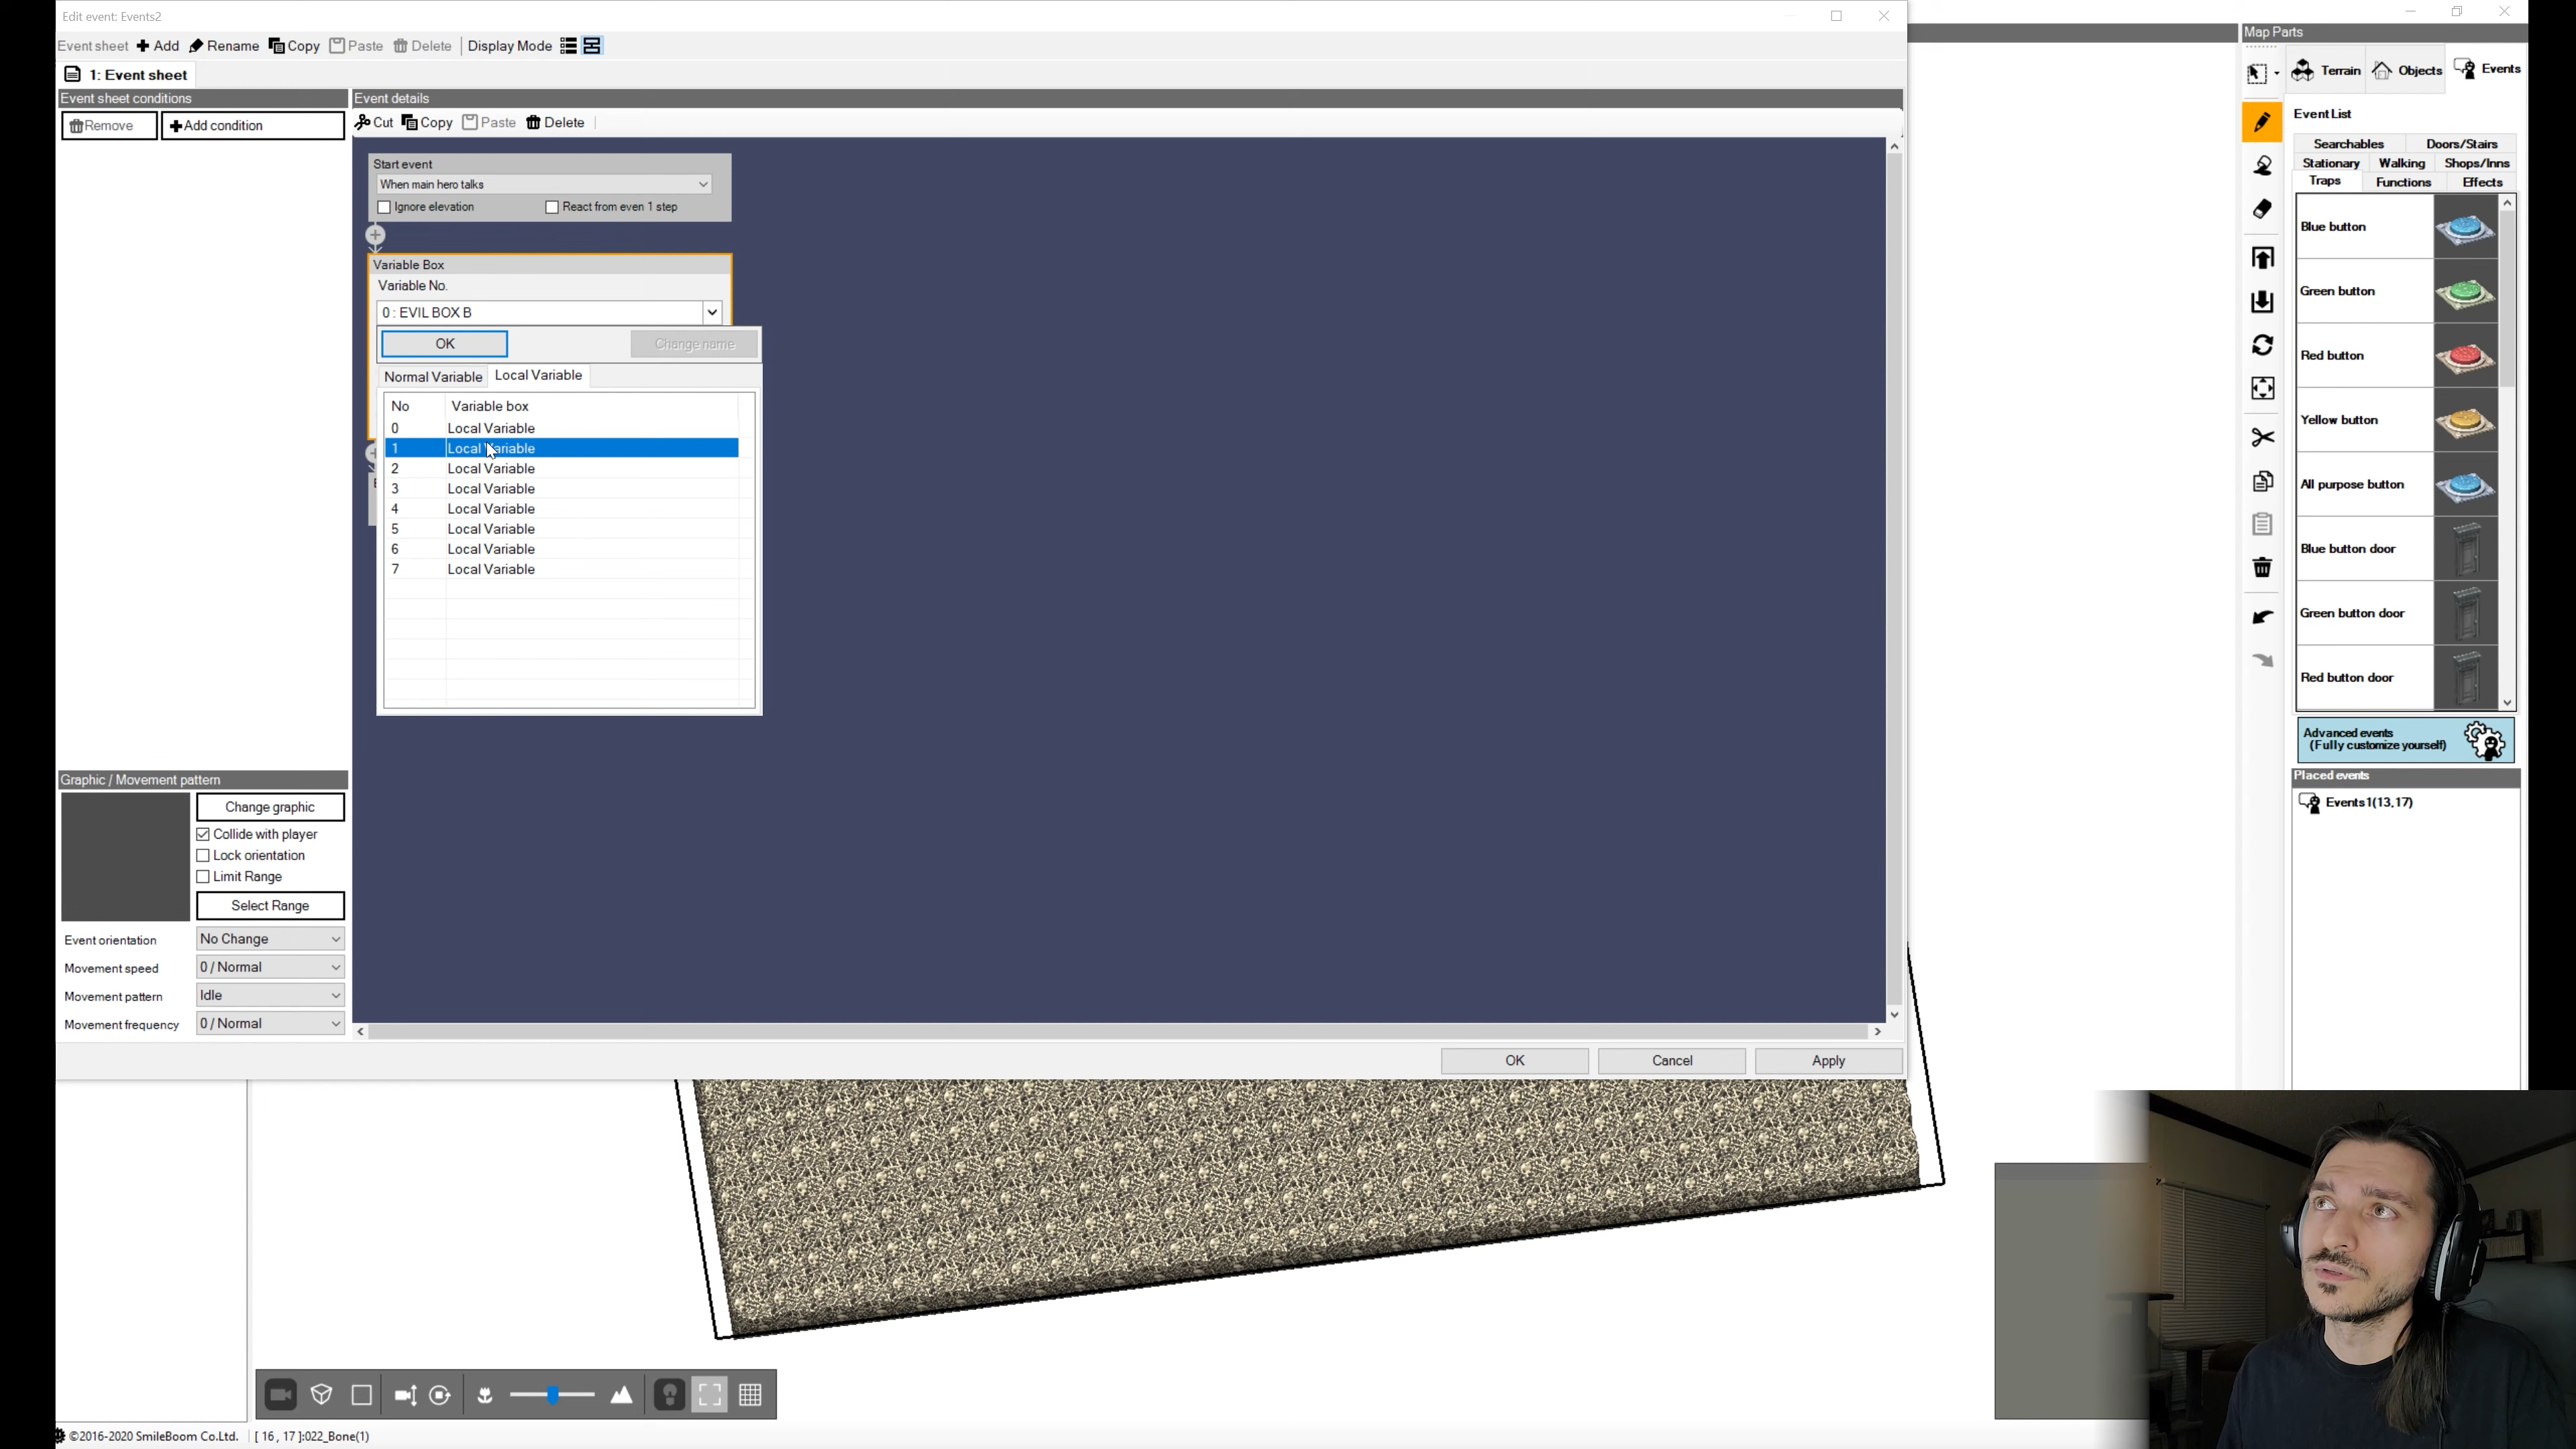 Edit event: Events2
Event sheet Add Rename Copy Paste Delete Display Mode
1: Event sheet
Event sheet conditions
Remove Add condition
Event details
Cut Copy Paste Delete
Start event
When main hero talks
Ignore elevation React from even 1 step
Variable Box
Variable No.
0 : EVIL BOX B
OK Change name
Normal Variable Local Variable
No Variable box
0 Local Variable
1 Local Variable
2 Local Variable
3 Local Variable
4 Local Variable
5 Local Variable
6 Local Variable
7 Local Variable
Graphic / Movement pattern
Change graphic
Collide with player
Lock orientation
Limit Range
Select Range
Event orientation No Change
Movement speed 0 / Normal
Movement pattern Idle
Movement frequency 0 / Normal
OK Cancel Apply
Map Parts
Terrain Objects Events
Event List
Searchables Doors/Stairs
Stationary Walking Shops/Inns
Traps Functions Effects
Blue button
Green button
Red button
Yellow button
All purpose button
Blue button door
Green button door
Red button door
Advanced events
(Fully customize yourself)
Placed events
Events1(13,17)
©2016-2020 SmileBoom Co.Ltd. [ 16 , 17 ]:022_Bone(1)